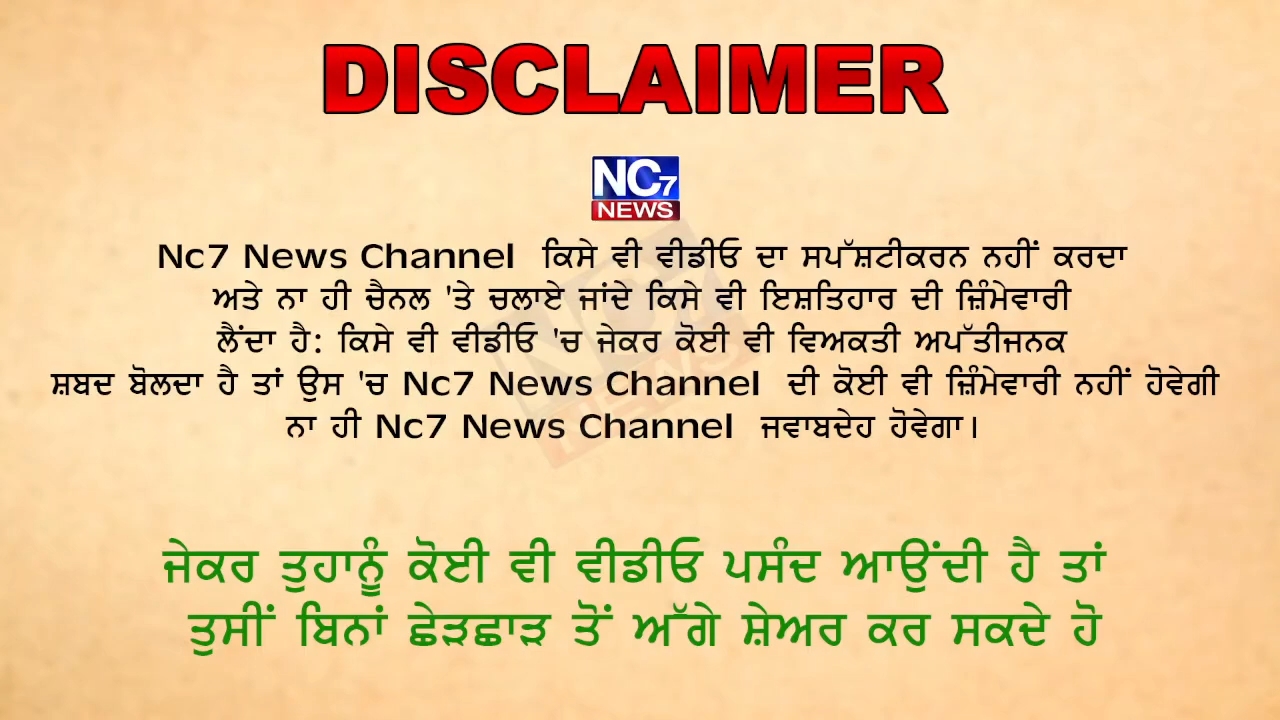 DISCLAIMER
NC7
NEWS
Nc7 News Channel ਕਿਸੇ ਵੀ ਵੀਡੀਓ ਦਾ ਸਪੱਸ਼ਟੀਕਰਨ ਨਹੀਂ ਕਰਦਾ
ਅਤੇ ਨਾ ਹੀ ਚੈਨਲ 'ਤੇ ਚਲਾਏ ਜਾਂਦੇ ਕਿਸੇ ਵੀ ਇਸ਼ਤਿਹਾਰ ਦੀ ਜ਼ਿੰਮੇਵਾਰੀ
ਲੈਂਦਾ ਹੈ: ਕਿਸੇ ਵੀ ਵੀਡੀਓ 'ਚ ਜੇਕਰ ਕੋਈ ਵੀ ਵਿਅਕਤੀ ਅਪੱਤੀਜਨਕ
ਸ਼ਬਦ ਬੋਲਦਾ ਹੈ ਤਾਂ ਉਸ 'ਚ Nc7 News Channel ਦੀ ਕੋਈ ਵੀ ਜ਼ਿੰਮੇਵਾਰੀ ਨਹੀਂ ਹੋਵੇਗੀ
ਨਾ ਹੀ Nc7 News Channel ਜਵਾਬਦੇਹ ਹੋਵੇਗਾ।
ਜੇਕਰ ਤੁਹਾਨੂੰ ਕੋਈ ਵੀ ਵੀਡੀਓ ਪਸੰਦ ਆਉਂਦੀ ਹੈ ਤਾਂ
ਤੁਸੀਂ ਬਿਨਾਂ ਛੇੜਛਾੜ ਤੋਂ ਅੱਗੇ ਸ਼ੇਅਰ ਕਰ ਸਕਦੇ ਹੋ